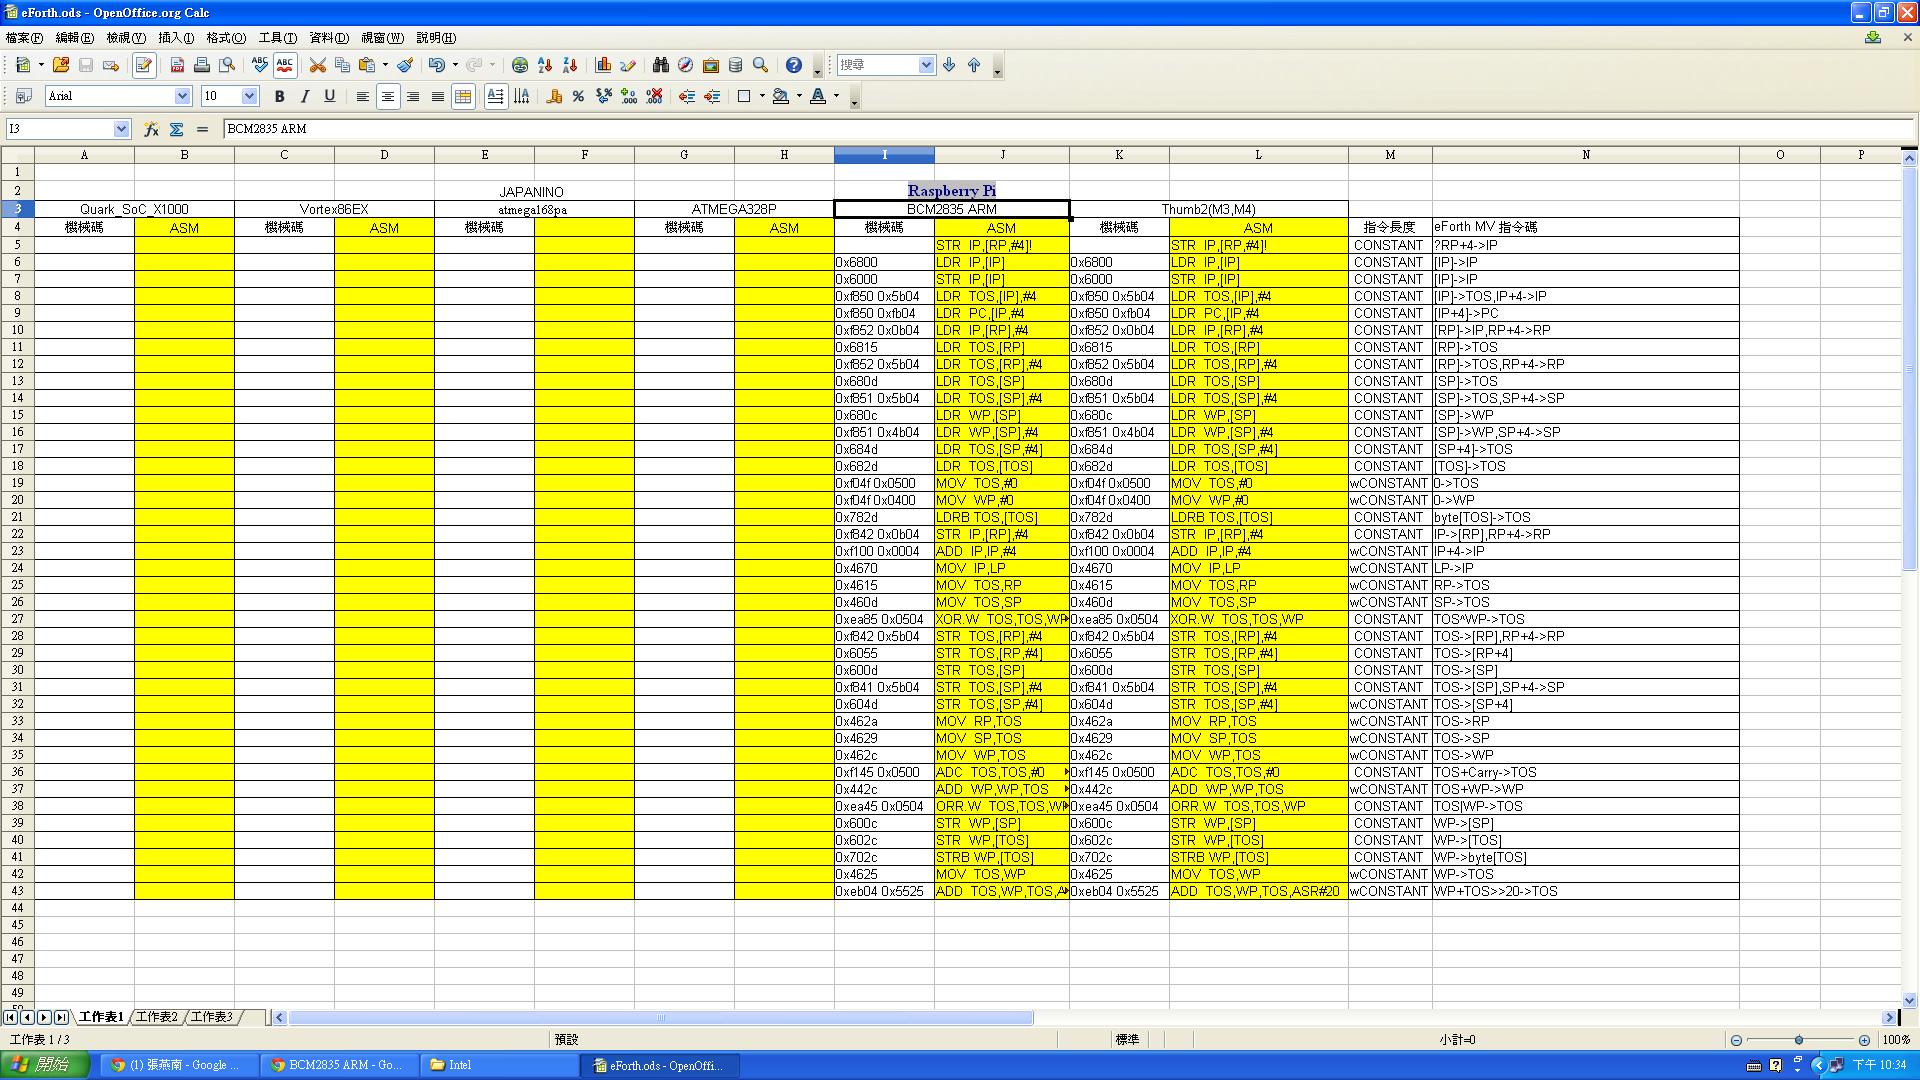 eForth.ods - OpenOffice.org Calc
檔案(F) 編輯(E) 檢視(V) 插入(I) 格式(O) 工具(T) 資料(D) 視窗(W) 說明(H)
搜尋
Arial 10 B I U
I3 BCM2835 ARM
A B C D E F G H I J K L M N O P
1
2 JAPANINO Raspberry Pi
3 Quark_SoC_X1000 Vortex86EX atmega168pa ATMEGA328P BCM2835 ARM Thumb2(M3,M4)
4 機械碼 ASM 機械碼 ASM 機械碼 機械碼 ASM 機械碼 ASM 機械碼 ASM 指令長度 eForth MV 指令碼
5 STR IP,[RP,#4]! STR IP,[RP,#4]! CONSTANT ?RP+4->IP
6 0x6800 LDR IP,[IP] 0x6800 LDR IP,[IP] CONSTANT [IP]->IP
7 0x6000 STR IP,[IP] 0x6000 STR IP,[IP] CONSTANT [IP]->IP
8 0xf850 0x5b04 LDR TOS,[IP],#4 0xf850 0x5b04 LDR TOS,[IP],#4 CONSTANT [IP]->TOS,IP+4->IP
9 0xf850 0xfb04 LDR PC,[IP,#4 0xf850 0xfb04 LDR PC,[IP,#4 CONSTANT [IP+4]->PC
10 0xf852 0x0b04 LDR IP,[RP],#4 0xf852 0x0b04 LDR IP,[RP],#4 CONSTANT [RP]->IP,RP+4->RP
11 0x6815 LDR TOS,[RP] 0x6815 LDR TOS,[RP] CONSTANT [RP]->TOS
12 0xf852 0x5b04 LDR TOS,[RP],#4 0xf852 0x5b04 LDR TOS,[RP],#4 CONSTANT [RP]->TOS,RP+4->RP
13 0x680d LDR TOS,[SP] 0x680d LDR TOS,[SP] CONSTANT [SP]->TOS
14 0xf851 0x5b04 LDR TOS,[SP],#4 0xf851 0x5b04 LDR TOS,[SP],#4 CONSTANT [SP]->TOS,SP+4->SP
15 0x680c LDR WP,[SP] 0x680c LDR WP,[SP] CONSTANT [SP]->WP
16 0xf851 0x4b04 LDR WP,[SP],#4 0xf851 0x4b04 LDR WP,[SP],#4 CONSTANT [SP]->WP,SP+4->SP
17 0x684d LDR TOS,[SP,#4] 0x684d LDR TOS,[SP,#4] CONSTANT [SP+4]->TOS
18 0x682d LDR TOS,[TOS] 0x682d LDR TOS,[TOS] CONSTANT [TOS]->TOS
19 0xf04f 0x0500 MOV TOS,#0 0xf04f 0x0500 MOV TOS,#0 wCONSTANT 0->TOS
20 0xf04f 0x0400 MOV WP,#0 0xf04f 0x0400 MOV WP,#0 wCONSTANT 0->WP
21 0x782d LDRB TOS,[TOS] 0x782d LDRB TOS,[TOS] CONSTANT byte[TOS]->TOS
22 0xf842 0x0b04 STR IP,[RP],#4 0xf842 0x0b04 STR IP,[RP],#4 CONSTANT IP->[RP],RP+4->RP
23 0xf100 0x0004 ADD IP,IP,#4 0xf100 0x0004 ADD IP,IP,#4 wCONSTANT IP+4->IP
24 0x4670 MOV IP,LP 0x4670 MOV IP,LP wCONSTANT LP->IP
25 0x4615 MOV TOS,RP 0x4615 MOV TOS,RP wCONSTANT RP->TOS
26 0x460d MOV TOS,SP 0x460d MOV TOS,SP wCONSTANT SP->TOS
27 0xea85 0x0504 XOR.W TOS,TOS,WP 0xea85 0x0504 XOR.W TOS,TOS,WP CONSTANT TOS^WP->TOS
28 0xf842 0x5b04 STR TOS,[RP],#4 0xf842 0x5b04 STR TOS,[RP],#4 CONSTANT TOS->[RP],RP+4->RP
29 0x6055 STR TOS,[RP,#4] 0x6055 STR TOS,[RP,#4] CONSTANT TOS->[RP+4]
30 0x600d STR TOS,[SP] 0x600d STR TOS,[SP] CONSTANT TOS->[SP]
31 0xf841 0x5b04 STR TOS,[SP],#4 0xf841 0x5b04 STR TOS,[SP],#4 CONSTANT TOS->[SP],SP+4->SP
32 0x604d STR TOS,[SP,#4] 0x604d STR TOS,[SP,#4] wCONSTANT TOS->[SP+4]
33 0x462a MOV RP,TOS 0x462a MOV RP,TOS wCONSTANT TOS->RP
34 0x4629 MOV SP,TOS 0x4629 MOV SP,TOS wCONSTANT TOS->SP
35 0x462c MOV WP,TOS 0x462c MOV WP,TOS wCONSTANT TOS->WP
36 0xf145 0x0500 ADC TOS,TOS,#0 0xf145 0x0500 ADC TOS,TOS,#0 CONSTANT TOS+Carry->TOS
37 0x442c ADD WP,WP,TOS 0x442c ADD WP,WP,TOS wCONSTANT TOS+WP->WP
38 0xea45 0x0504 ORR.W TOS,TOS,WP 0xea45 0x0504 ORR.W TOS,TOS,WP CONSTANT TOS|WP->TOS
39 0x600c STR WP,[SP] 0x600c STR WP,[SP] CONSTANT WP->[SP]
40 0x602c STR WP,[TOS] 0x602c STR WP,[TOS] CONSTANT WP->[TOS]
41 0x702c STRB WP,[TOS] 0x702c STRB WP,[TOS] CONSTANT WP->byte[TOS]
42 0x4625 MOV TOS,WP 0x4625 MOV TOS,WP wCONSTANT WP->TOS
43 0xeb04 0x5525 ADD TOS,WP,TOS,A 0xeb04 0x5525 ADD TOS,WP,TOS,ASR#20 wCONSTANT WP+TOS>>20->TOS
44
45
46
47
48
49
工作表1 工作表2 工作表3
工作表 1 / 3 預設 標準 小計=0 100%
開始 (1) 張燕南 - Google ... BCM2835 ARM - Go... Intel eForth.ods - OpenOffi... 下午 10:34